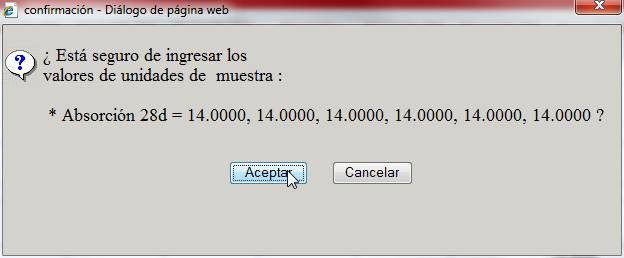 confirmación - Diálogo de página web
¿ Está seguro de ingresar los
valores de unidades de muestra :
* Absorción 28d = 14.0000, 14.0000, 14.0000, 14.0000, 14.0000, 14.0000 ?
Aceptar Cancelar